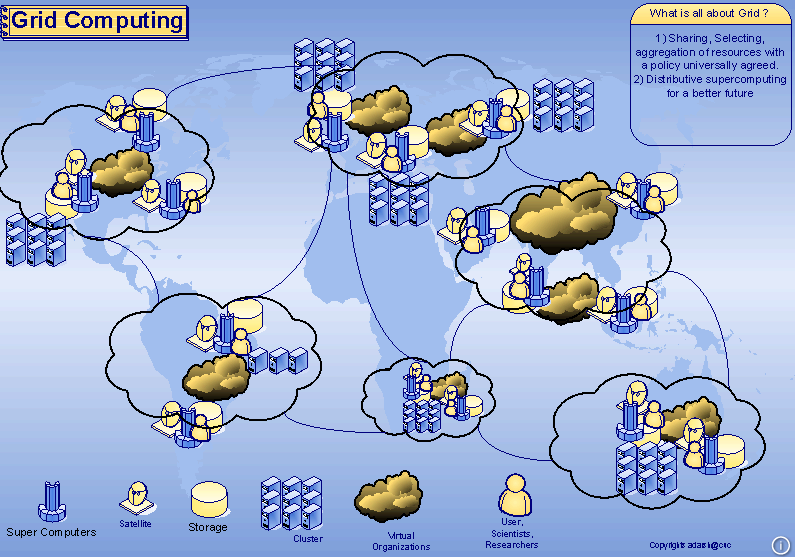 Grid Computing
What is all about Grid ?
1) Sharing, Selecting,
aggregation of resources with
a policy universally agreed.
2) Distributive supercomputing
for a better future
Super Computers
Satellite
Storage
Cluster
Virtual
Organizations
User,
Scientists,
Researchers